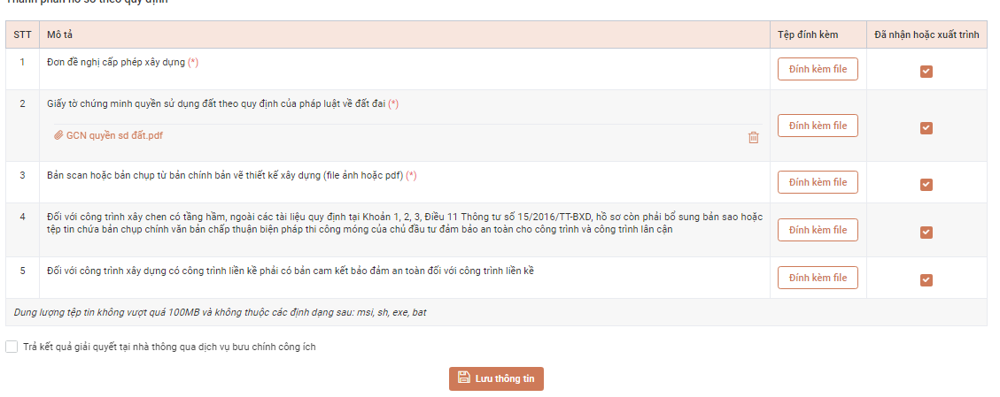 Thành phần hồ sơ theo quy định
STT Mô tả Tệp đính kèm Đã nhận hoặc xuất trình
1 Đơn đề nghị cấp phép xây dựng (*) Đính kèm file
2 Giấy tờ chứng minh quyền sử dụng đất theo quy định của pháp luật về đất đai (*) Đính kèm file
GCN quyền sd đất.pdf
3 Bản scan hoặc bản chụp từ bản chính bản vẽ thiết kế xây dựng (file ảnh hoặc pdf) (*) Đính kèm file
4 Đối với công trình xây chen có tầng hầm, ngoài các tài liệu quy định tại Khoản 1, 2, 3, Điều 11 Thông tư số 15/2016/TT-BXD, hồ sơ còn phải bổ sung bản sao hoặc
tệp tin chứa bản chụp chính văn bản chấp thuận biện pháp thi công móng của chủ đầu tư đảm bảo an toàn cho công trình và công trình lân cận Đính kèm file
5 Đối với công trình xây dựng có công trình liền kề phải có bản cam kết bảo đảm an toàn đối với công trình liền kề Đính kèm file
Dung lượng tệp tin không vượt quá 100MB và không thuộc các định dạng sau: msi, sh, exe, bat
Trả kết quả giải quyết tại nhà thông qua dịch vụ bưu chính công ích
Lưu thông tin